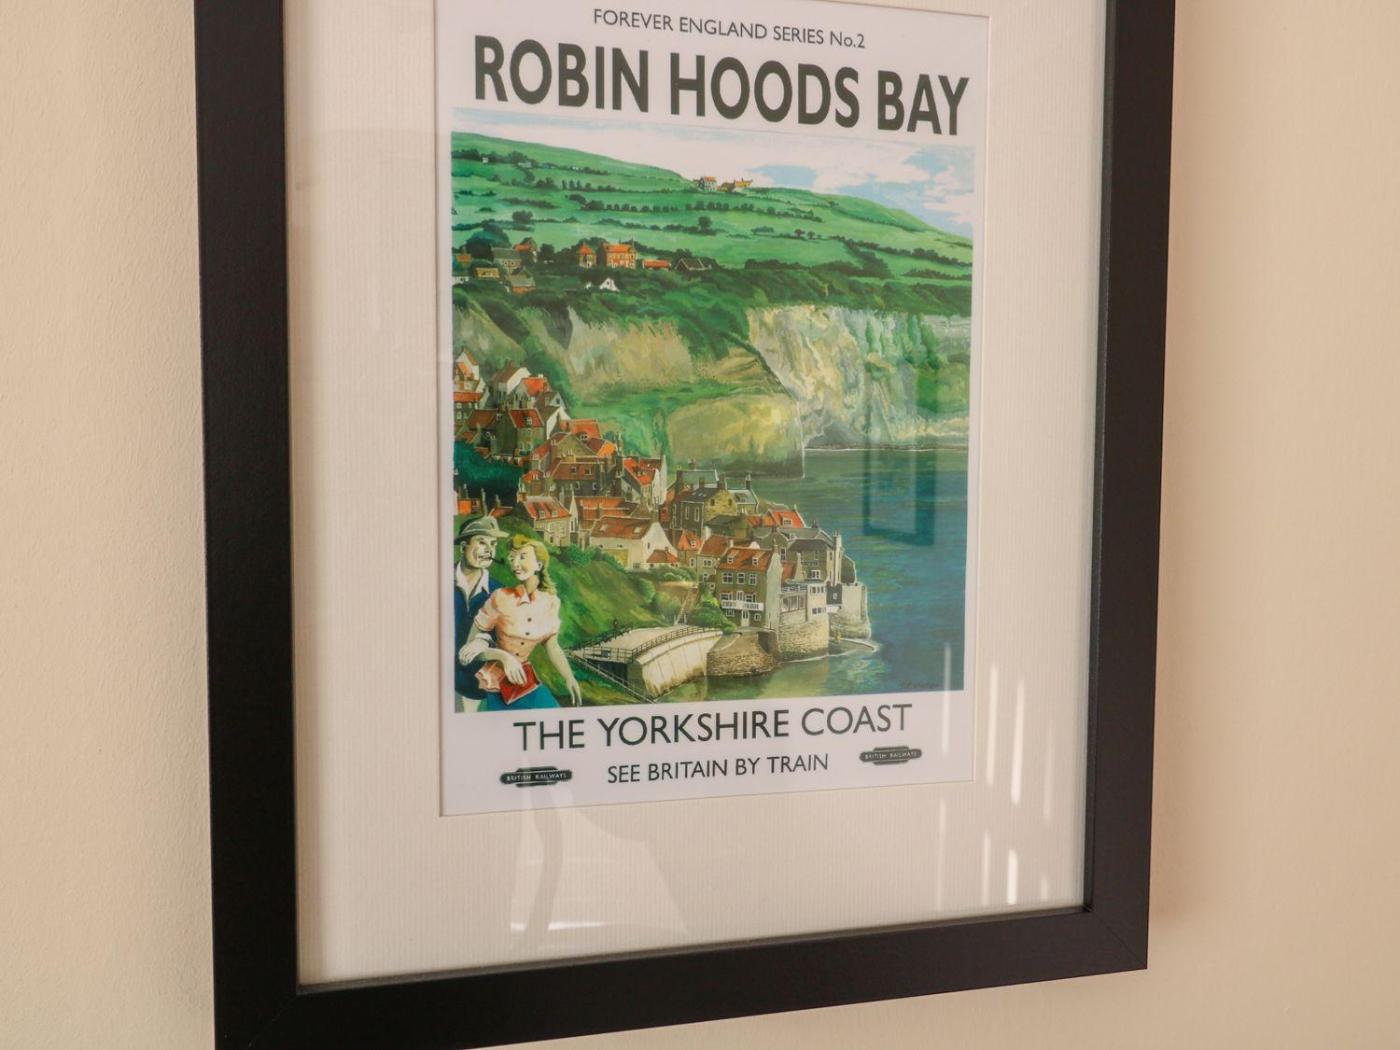 FOREVER ENGLAND SERIES No.2
ROBIN HOODS BAY
THE YORKSHIRE COAST
BRITISH RAILWAYS
SEE BRITAIN BY TRAIN
BRITISH RAILWAYS